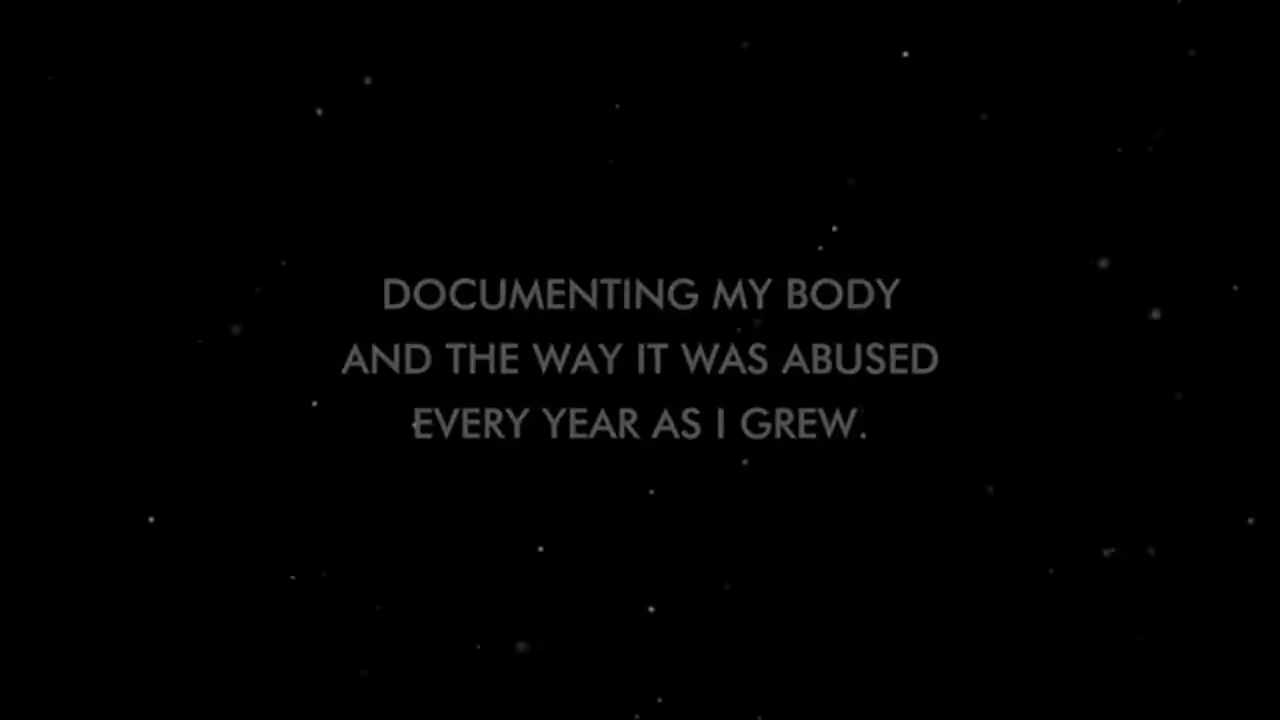 DOCUMENTING MY BODY
AND THE WAY IT WAS ABUSED
EVERY YEAR AS I GREW.